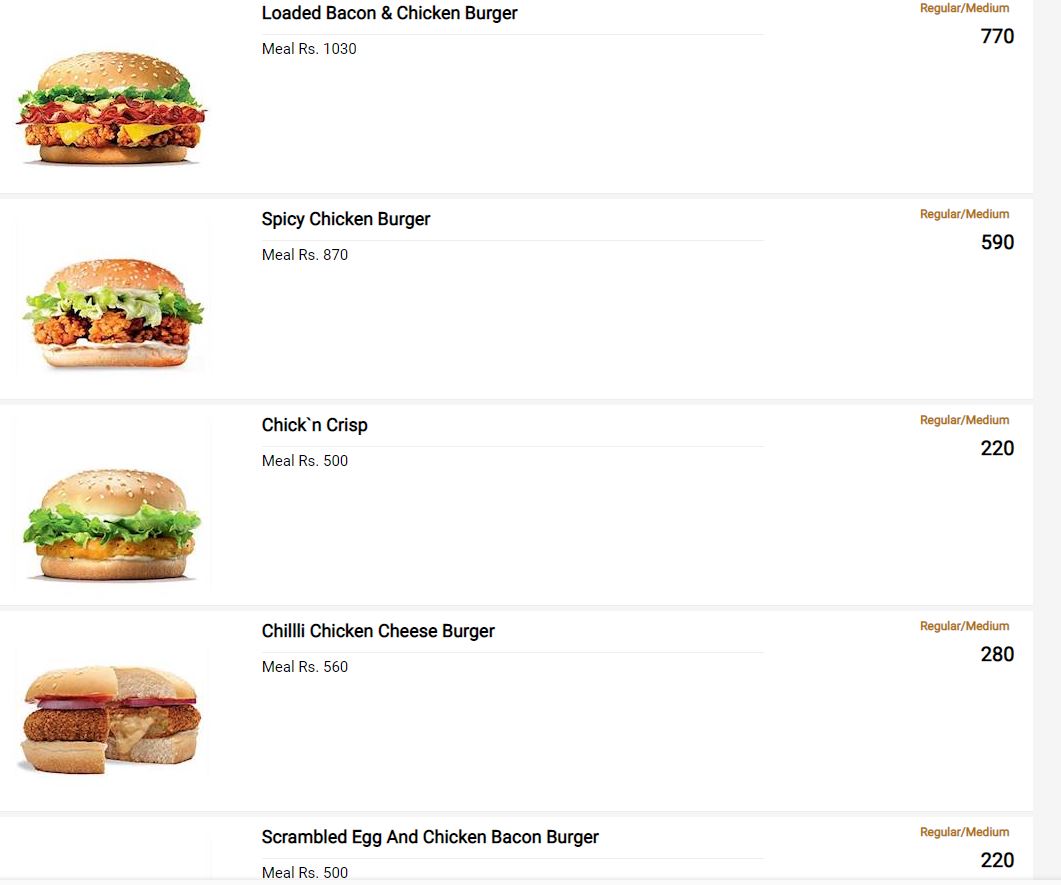 Loaded Bacon & Chicken Burger
Regular/Medium
Meal Rs. 1030
770
Spicy Chicken Burger
Regular/Medium
Meal Rs. 870
590
Chick`n Crisp
Regular/Medium
Meal Rs. 500
220
Chillli Chicken Cheese Burger
Regular/Medium
Meal Rs. 560
280
Scrambled Egg And Chicken Bacon Burger
Regular/Medium
Meal Rs. 500
220